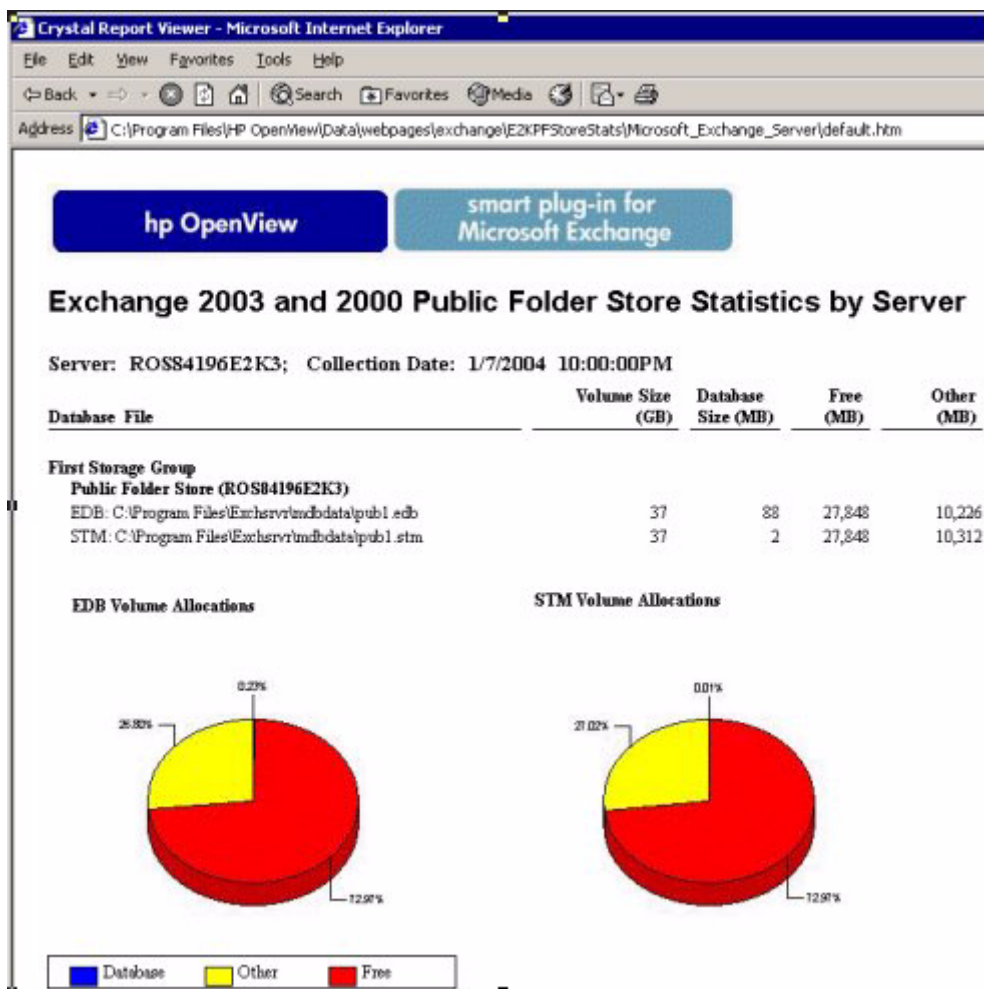 Crystal Report Viewer - Microsoft Internet Explorer
File Edit View Favorites Tools Help
Back Search Favorites Media
Address C:\Program Files\HP OpenView\Data\webpages\exchange\E2KPFStoreStats\Microsoft_Exchange_Server\default.htm
hp OpenView
smart plug-in for
Microsoft Exchange
Exchange 2003 and 2000 Public Folder Store Statistics by Server
Server: ROS84196E2K3; Collection Date: 1/7/2004 10:00:00PM
Volume Size Database Free Other
Database File (GB) Size (MB) (MB) (MB)
First Storage Group
Public Folder Store (ROS84196E2K3)
EDB: C:\Program Files\Exchsrvr\mdbdata\pub1.edb 37 88 27,848 10,226
STM: C:\Program Files\Exchsrvr\mdbdata\pub1.stm 37 2 27,848 10,312
EDB Volume Allocations STM Volume Allocations
0.23% 0.01%
26.80% 27.02%
72.97% 72.97%
Database Other Free